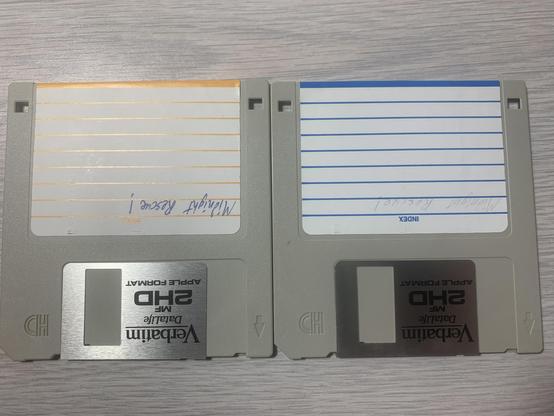 Midnight Rescue!
INDEX
Verbatim
DataLife
MF
2HD
APPLE FORMAT
HD
Midnight Rescue!
INDEX
Verbatim
DataLife
MF
2HD
APPLE FORMAT
HD